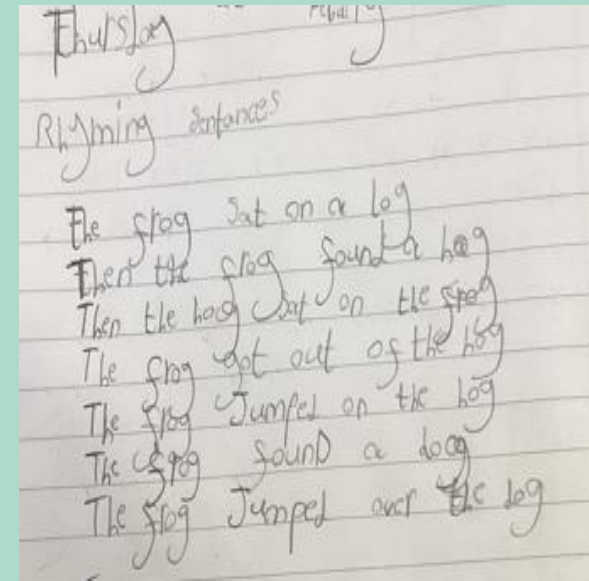 Thursday
Rhyming Sentances
The frog sat on a log
Then the frog found a hog
Then the hog sat on the frog
The frog got out of the hog
The frog Jumped on the hog
The frog found a doog
The frog Jumped over the log